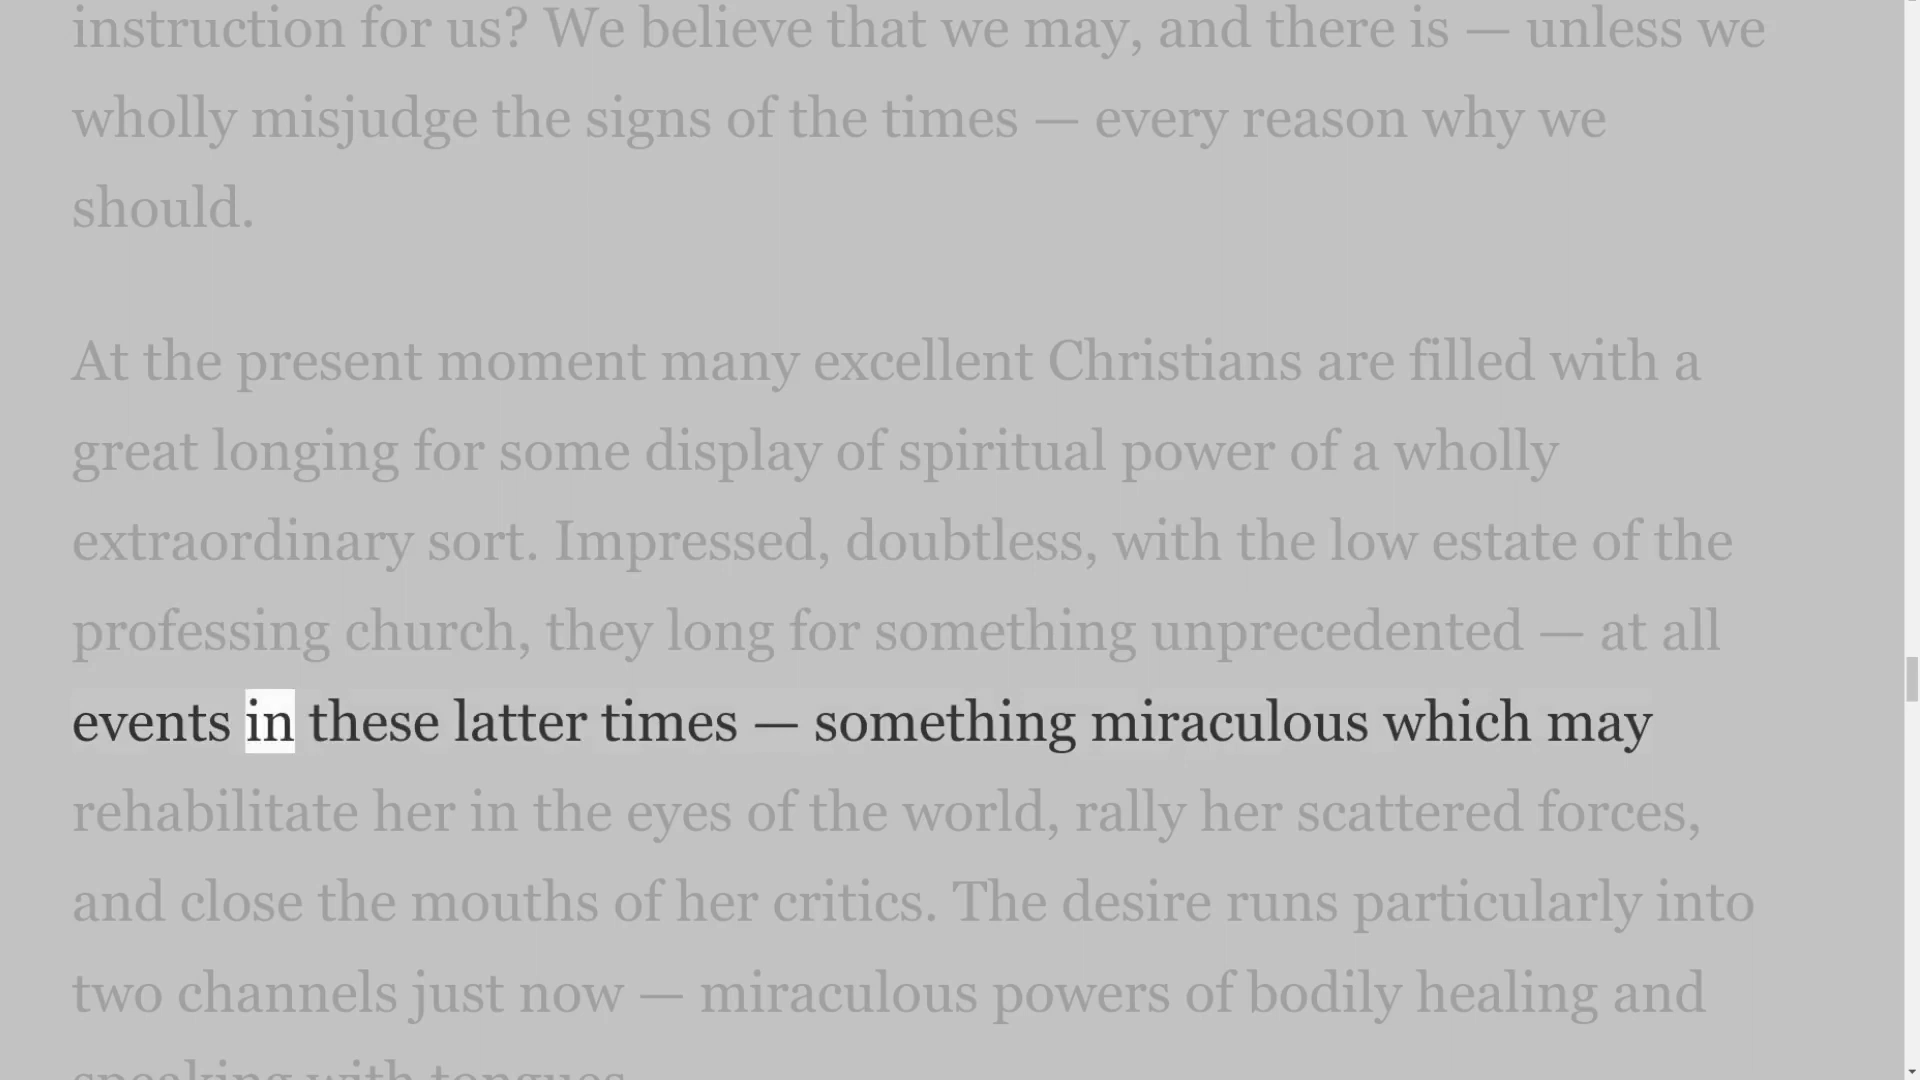 instruction for us? We believe that we may, and there is — unless we
wholly misjudge the signs of the times — every reason why we
should.
At the present moment many excellent Christians are filled with a
great longing for some display of spiritual power of a wholly
extraordinary sort. Impressed, doubtless, with the low estate of the
professing church, they long for something unprecedented — at all
events in these latter times — something miraculous which may
rehabilitate her in the eyes of the world, rally her scattered forces,
and close the mouths of her critics. The desire runs particularly into
two channels just now — miraculous powers of bodily healing and
speaking with tongues.